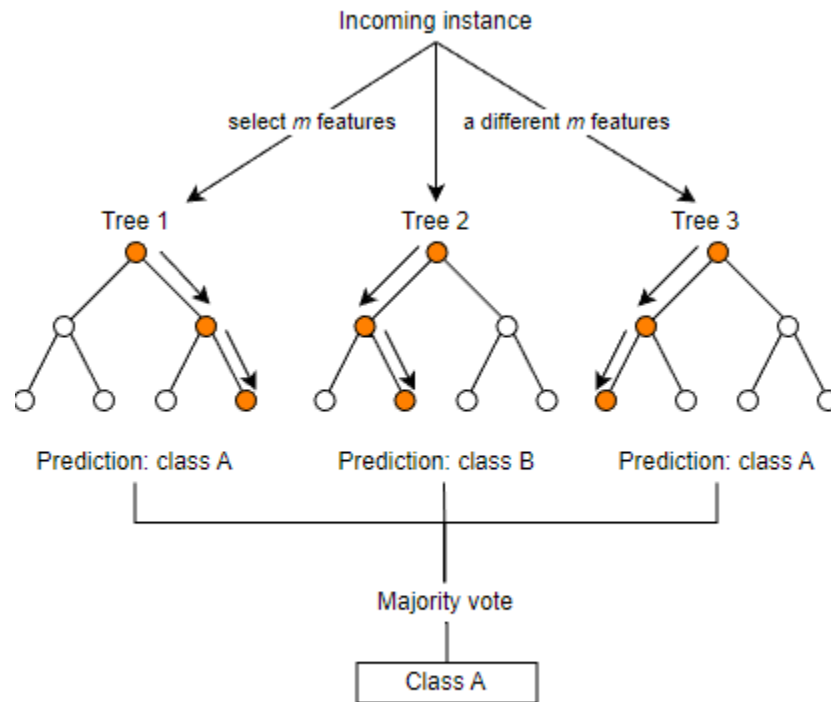 Incoming instance
select m features
a different m features
Tree 1
Tree 2
Tree 3
Prediction: class A
Prediction: class B
Prediction: class A
Majority vote
Class A